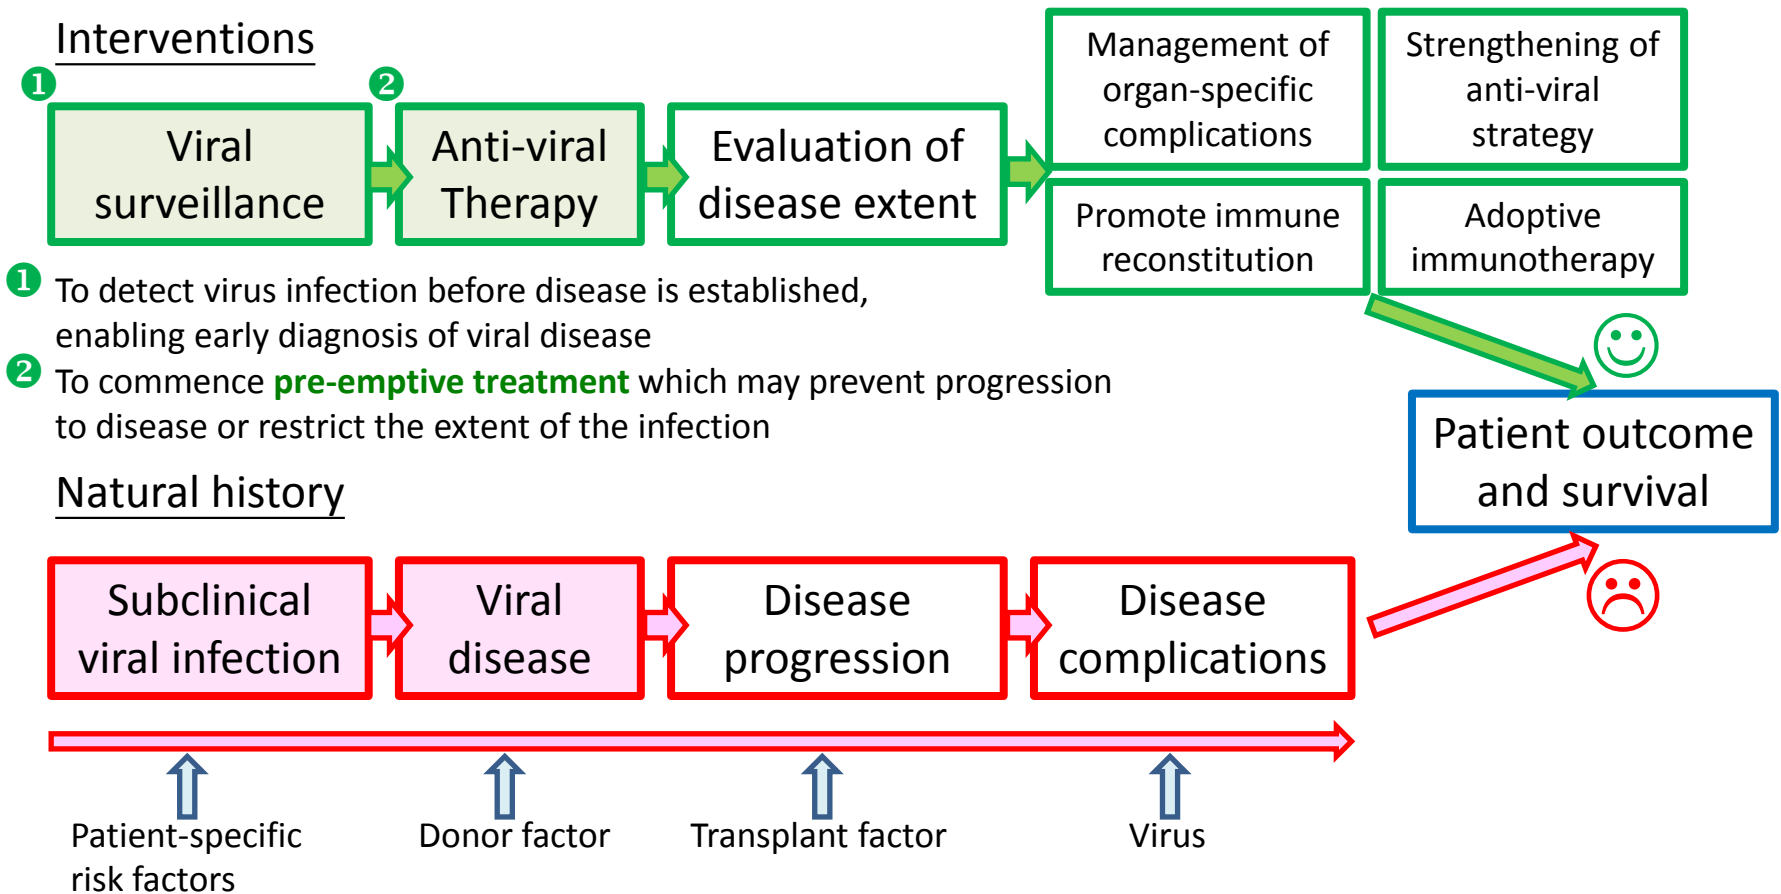 Interventions
❶
Viral
surveillance
❷
Anti-viral
Therapy
Evaluation of
disease extent
Management of
organ-specific
complications
Strengthening of
anti-viral
strategy
Promote immune
reconstitution
Adoptive
immunotherapy
❶ To detect virus infection before disease is established,
enabling early diagnosis of viral disease
❷ To commence pre-emptive treatment which may prevent progression
to disease or restrict the extent of the infection
Patient outcome
and survival
Natural history
Subclinical
viral infection
Viral
disease
Disease
progression
Disease
complications
Patient-specific
risk factors
Donor factor
Transplant factor
Virus